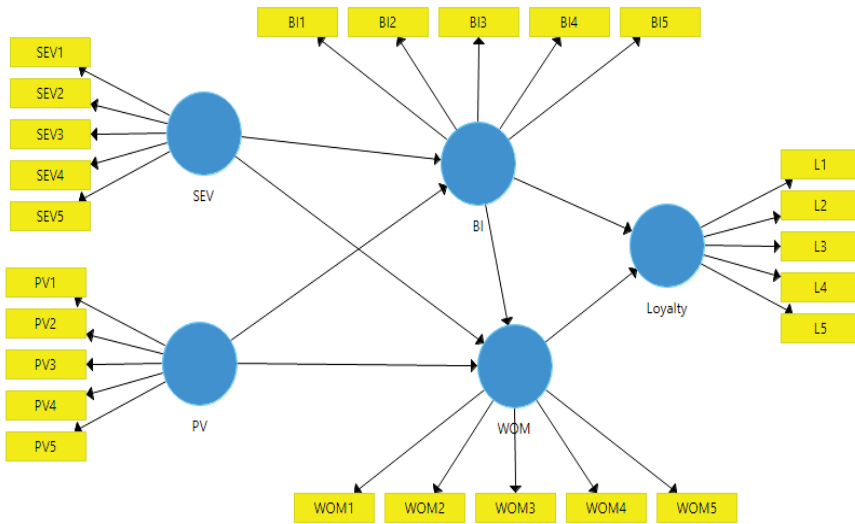 BI1 BI2 BI3 BI4 BI5
SEV1
SEV2
SEV3
SEV4
SEV5
SEV
BI
L1
L2
L3
L4
L5
Loyalty
PV1
PV2
PV3
PV4
PV5
PV
WOM
WOM1 WOM2 WOM3 WOM4 WOM5